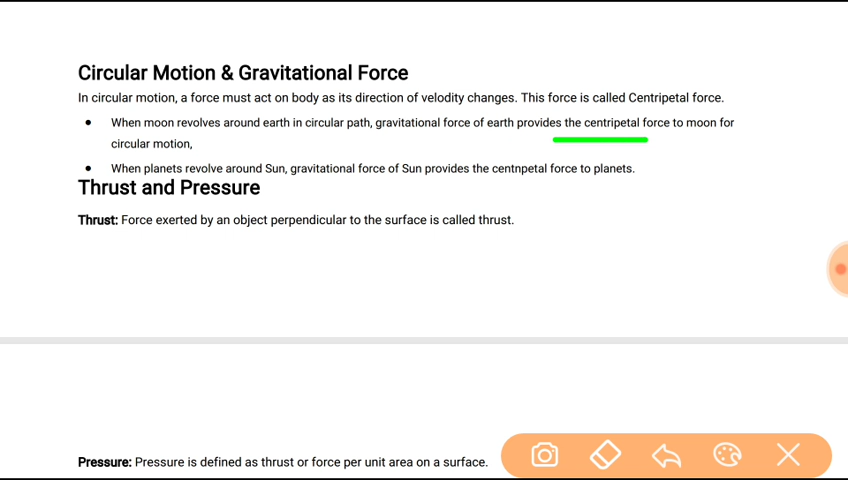 Circular Motion & Gravitational Force
In circular motion, a force must act on body as its direction of velodity changes. This force is called Centripetal force.
● When moon revolves around earth in circular path, gravitational force of earth provides the centripetal force to moon for
circular motion,
● When planets revolve around Sun, gravitational force of Sun provides the centnpetal force to planets.
Thrust and Pressure
Thrust: Force exerted by an object perpendicular to the surface is called thrust.
Pressure: Pressure is defined as thrust or force per unit area on a surface.